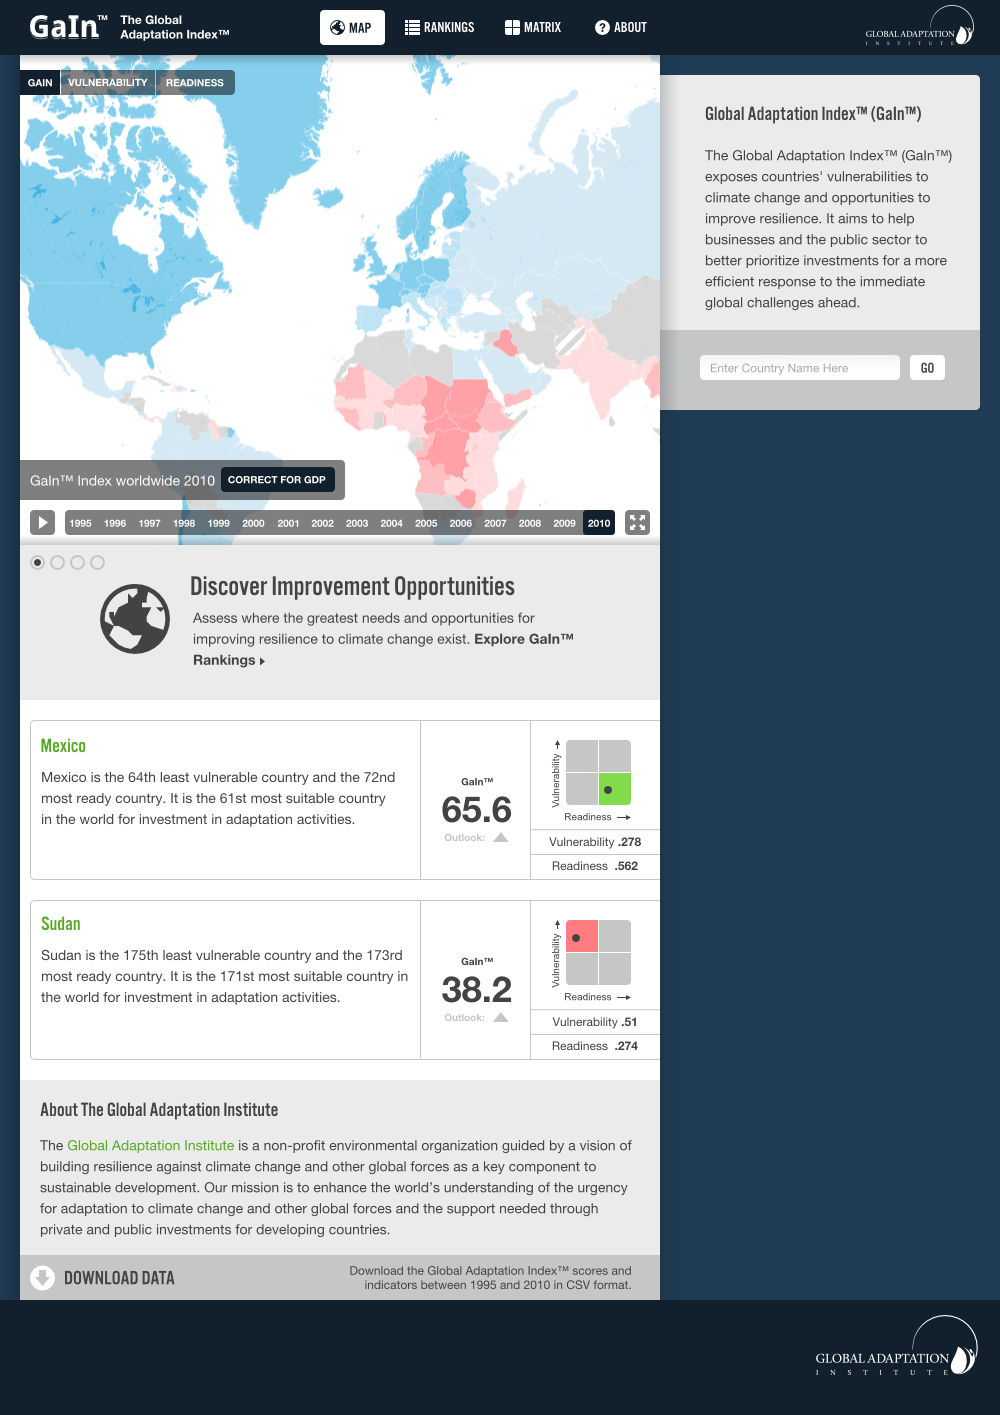 GaIn™
The Global
Adaptation Index™
MAP
RANKINGS
MATRIX
ABOUT
GLOBAL ADAPTATION
INSTITUTE
GAIN
VULNERABILITY
READINESS
Global Adaptation Index™ (GaIn™)
The Global Adaptation Index™ (GaIn™)
exposes countries' vulnerabilities to
climate change and opportunities to
improve resilience. It aims to help
businesses and the public sector to
better prioritize investments for a more
efficient response to the immediate
global challenges ahead.
Enter Country Name Here
GO
GaIn™ Index worldwide 2010
CORRECT FOR GDP
1995 1996 1997 1998 1999 2000 2001 2002 2003 2004 2005 2006 2007 2008 2009 2010
Discover Improvement Opportunities
Assess where the greatest needs and opportunities for
improving resilience to climate change exist. Explore GaIn™
Rankings
Mexico
Mexico is the 64th least vulnerable country and the 72nd
most ready country. It is the 61st most suitable country
in the world for investment in adaptation activities.
GaIn™
65.6
Outlook:
Vulnerability
Readiness
Vulnerability .278
Readiness .562
Sudan
Sudan is the 175th least vulnerable country and the 173rd
most ready country. It is the 171st most suitable country in
the world for investment in adaptation activities.
GaIn™
38.2
Outlook:
Vulnerability
Readiness
Vulnerability .51
Readiness .274
About The Global Adaptation Institute
The Global Adaptation Institute is a non-profit environmental organization guided by a vision of
building resilience against climate change and other global forces as a key component to
sustainable development. Our mission is to enhance the world's understanding of the urgency
for adaptation to climate change and other global forces and the support needed through
private and public investments for developing countries.
DOWNLOAD DATA
Download the Global Adaptation Index™ scores and
indicators between 1995 and 2010 in CSV format.
GLOBAL ADAPTATION
INSTITUTE